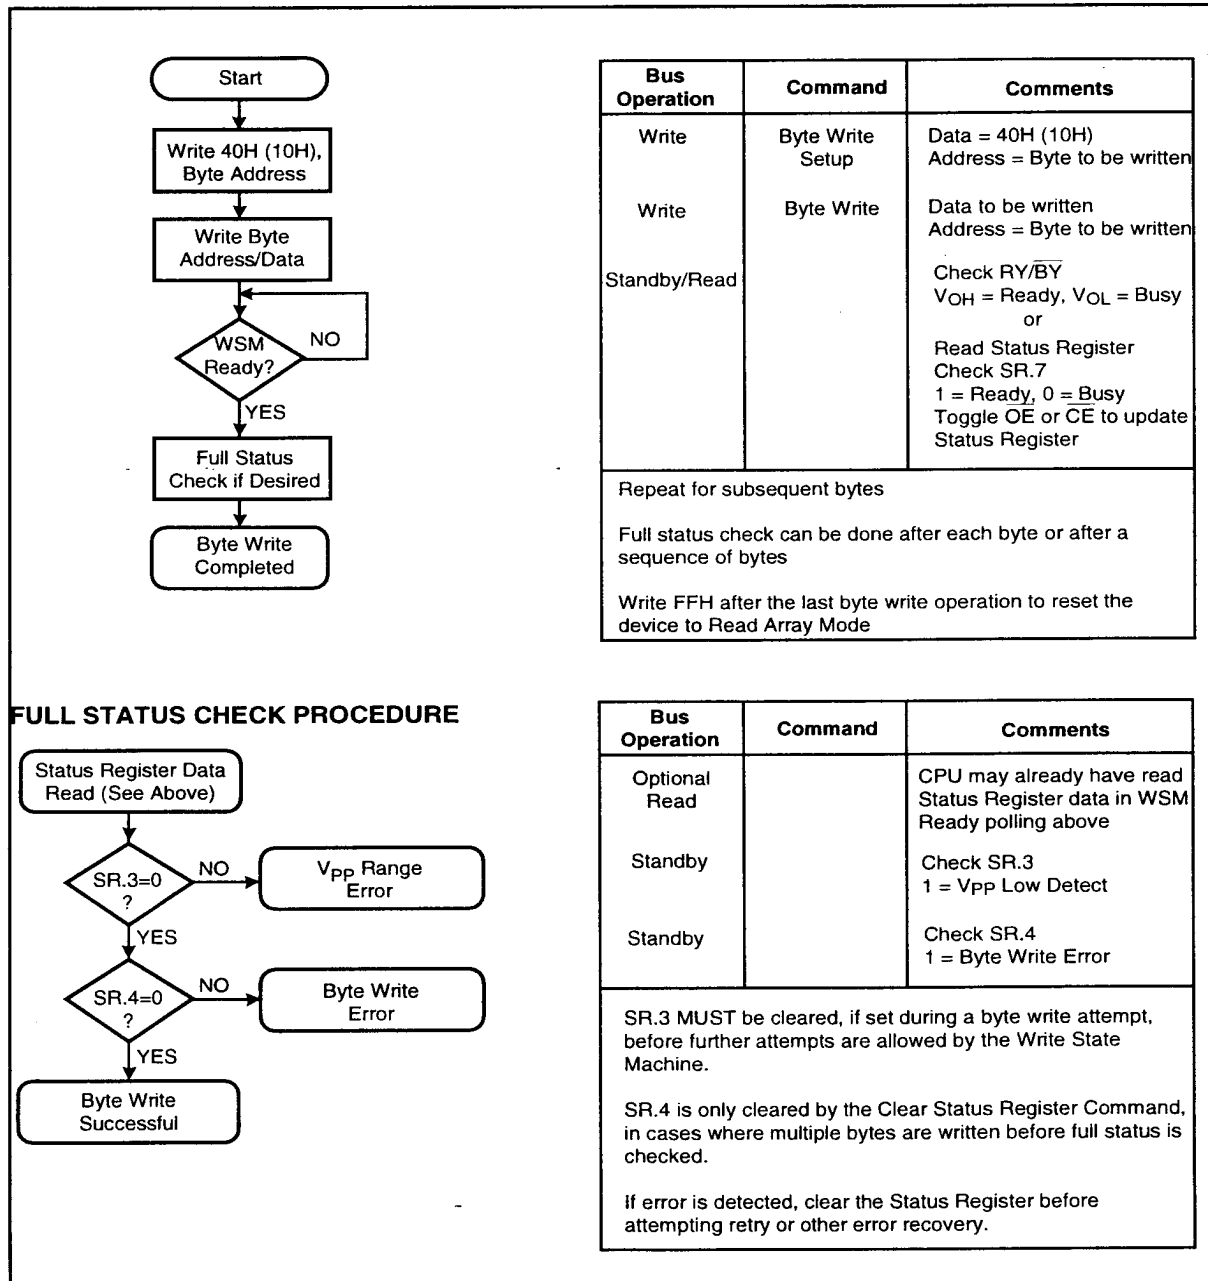 Start
Write 40H (10H),
Byte Address
Write Byte
Address/Data
WSM
Ready?
NO
YES
Full Status
Check if Desired
Byte Write
Completed
Bus
Operation
Command
Comments
Write
Byte Write
Setup
Data = 40H (10H)
Address = Byte to be written
Write
Byte Write
Data to be written
Address = Byte to be written
Standby/Read
Check RY/B̅Y̅
VOH = Ready, VOL = Busy
or
Read Status Register
Check SR.7
1 = Ready, 0 = Busy
Toggle O̅E̅ or C̅E̅ to update
Status Register
Repeat for subsequent bytes
Full status check can be done after each byte or after a
sequence of bytes
Write FFH after the last byte write operation to reset the
device to Read Array Mode
FULL STATUS CHECK PROCEDURE
Status Register Data
Read (See Above)
SR.3=0
?
NO
VPP Range
Error
YES
SR.4=0
?
NO
Byte Write
Error
YES
Byte Write
Successful
Bus
Operation
Command
Comments
Optional
Read
CPU may already have read
Status Register data in WSM
Ready polling above
Standby
Check SR.3
1 = VPP Low Detect
Standby
Check SR.4
1 = Byte Write Error
SR.3 MUST be cleared, if set during a byte write attempt,
before further attempts are allowed by the Write State
Machine.
SR.4 is only cleared by the Clear Status Register Command,
in cases where multiple bytes are written before full status is
checked.
If error is detected, clear the Status Register before
attempting retry or other error recovery.